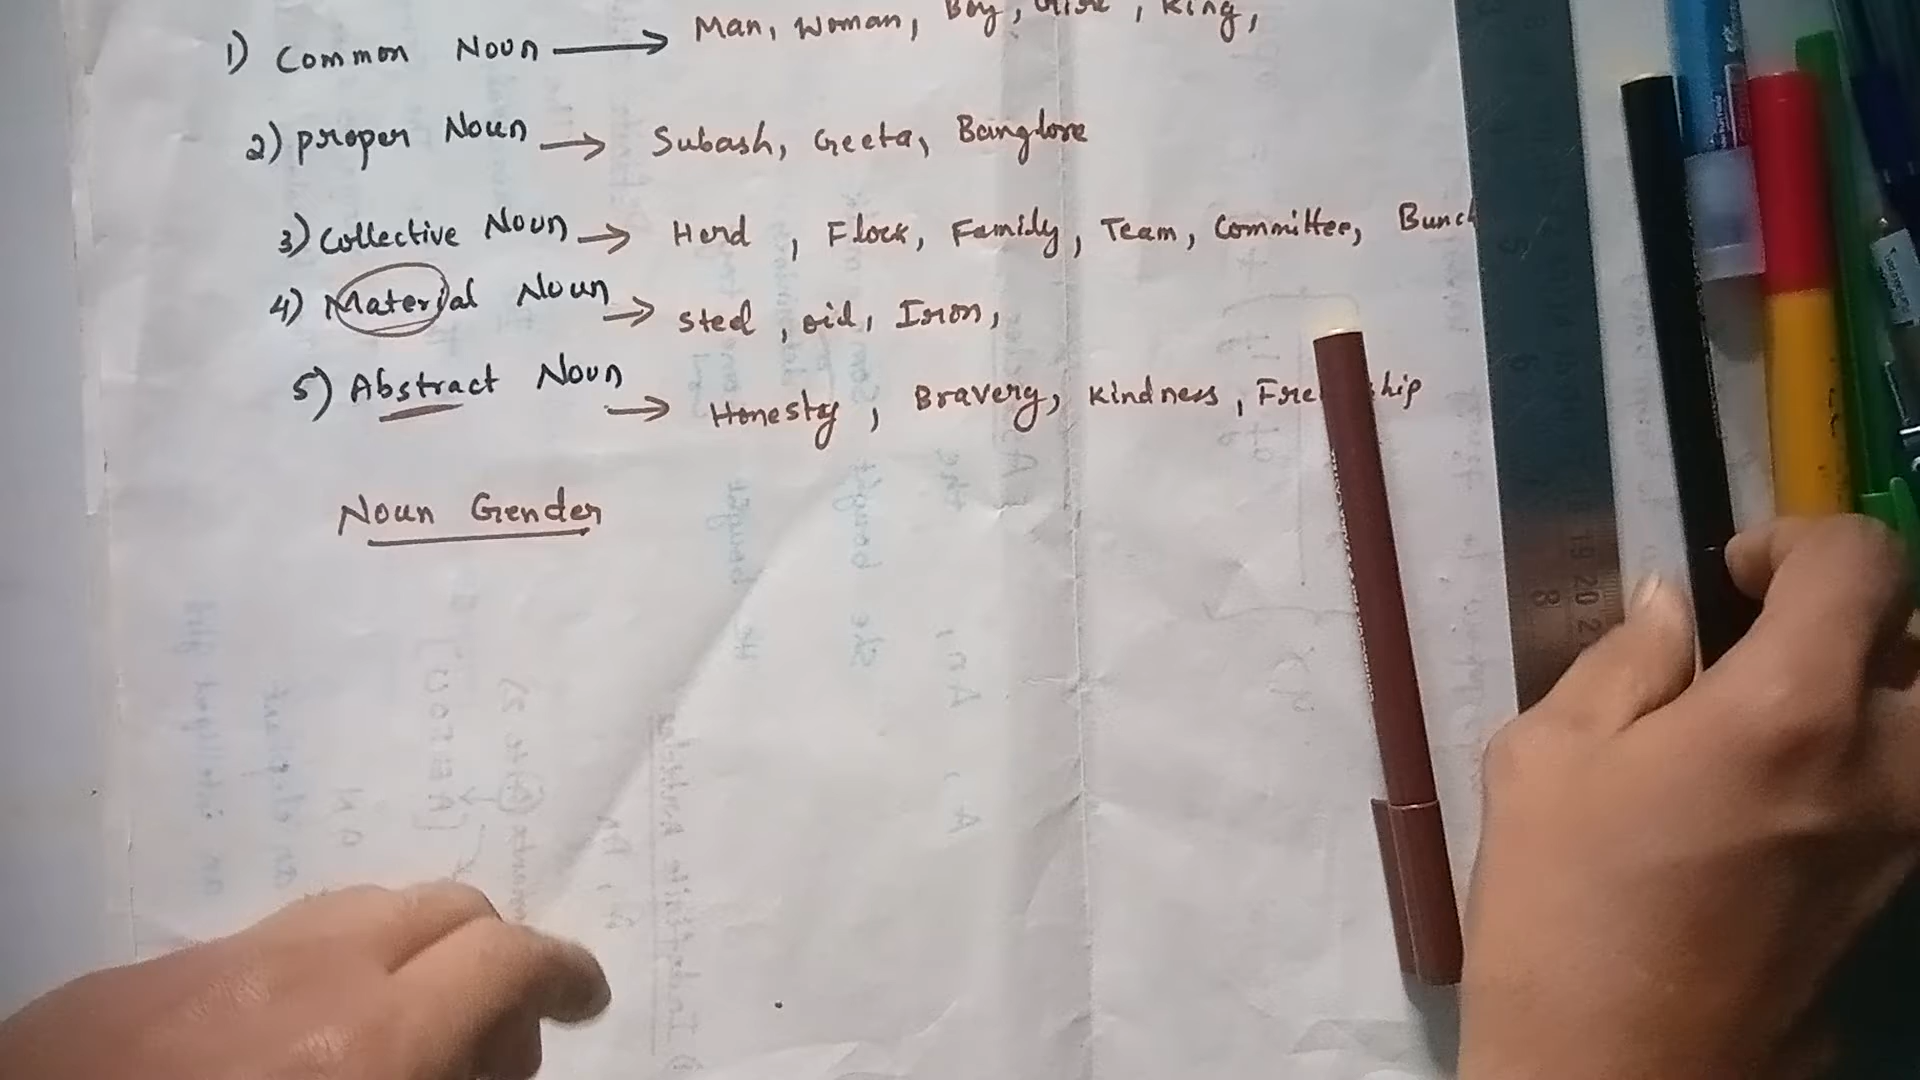 1) Common Noun → Man, Woman, Boy, Girl, King,
2) Proper Noun → Subash, Geeta, Banglore
3) Collective Noun → Herd, Flock, Family, Team, Committee, Bunch
4) Material Noun → Steel, oil, Iron,
5) Abstract Noun → Honesty, Bravery, Kindness,
Noun Gender